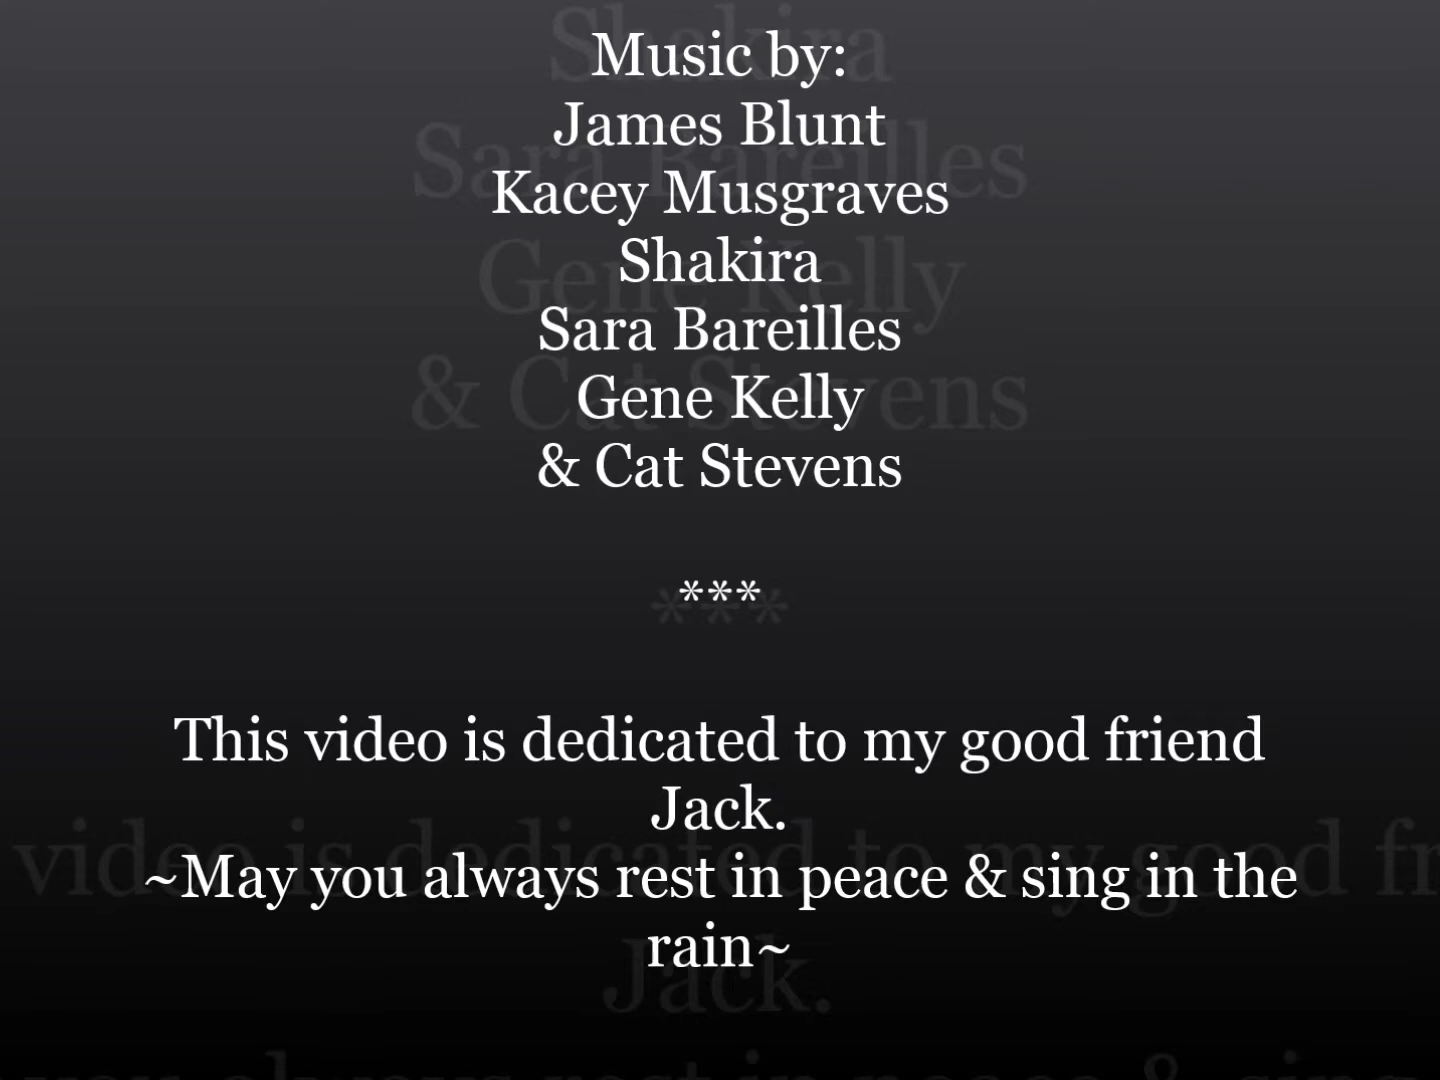 Music by:
James Blunt
Kacey Musgraves
Shakira
Sara Bareilles
Gene Kelly
& Cat Stevens
***
This video is dedicated to my good friend
Jack.
~May you always rest in peace & sing in the
rain~